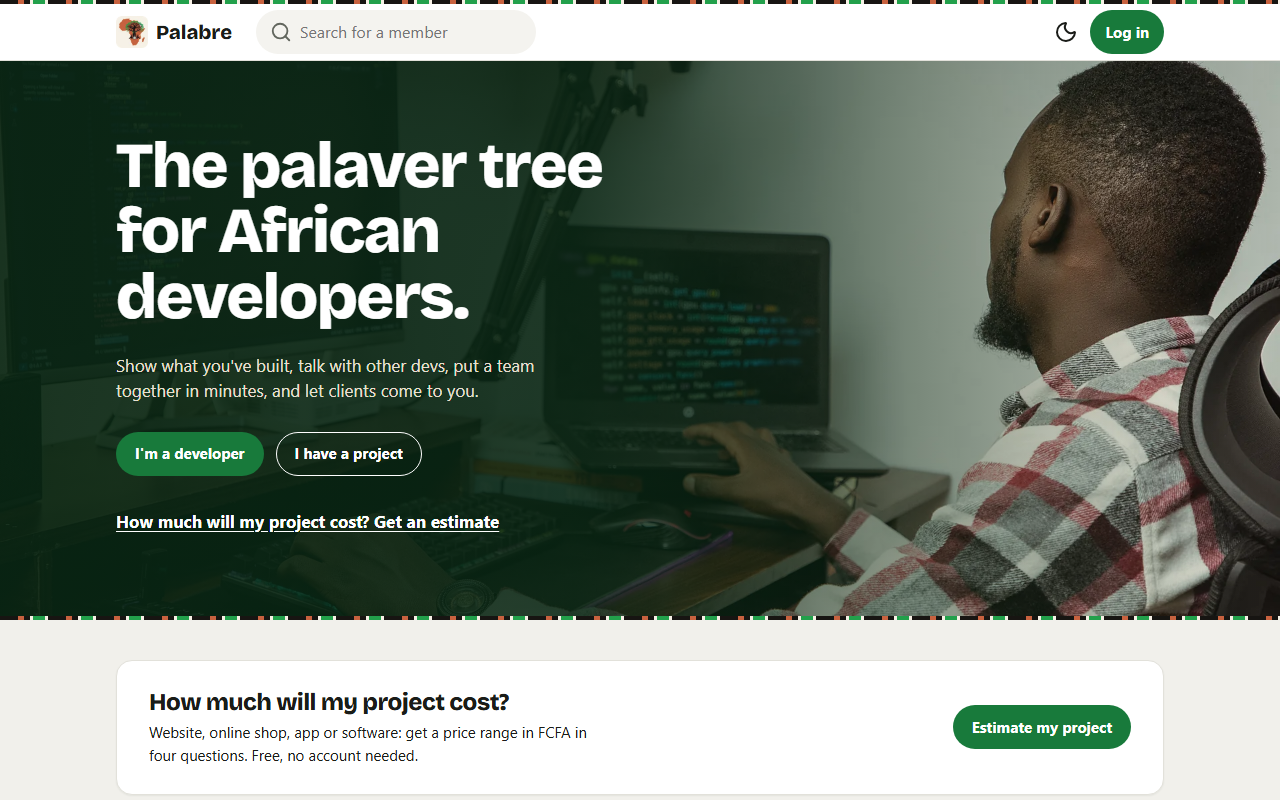 Palabre
Search for a member
Log in
The palaver tree
for African
developers.
Show what you've built, talk with other devs, put a team
together in minutes, and let clients come to you.
I'm a developer
I have a project
How much will my project cost? Get an estimate
How much will my project cost?
Website, online shop, app or software: get a price range in FCFA in
four questions. Free, no account needed.
Estimate my project